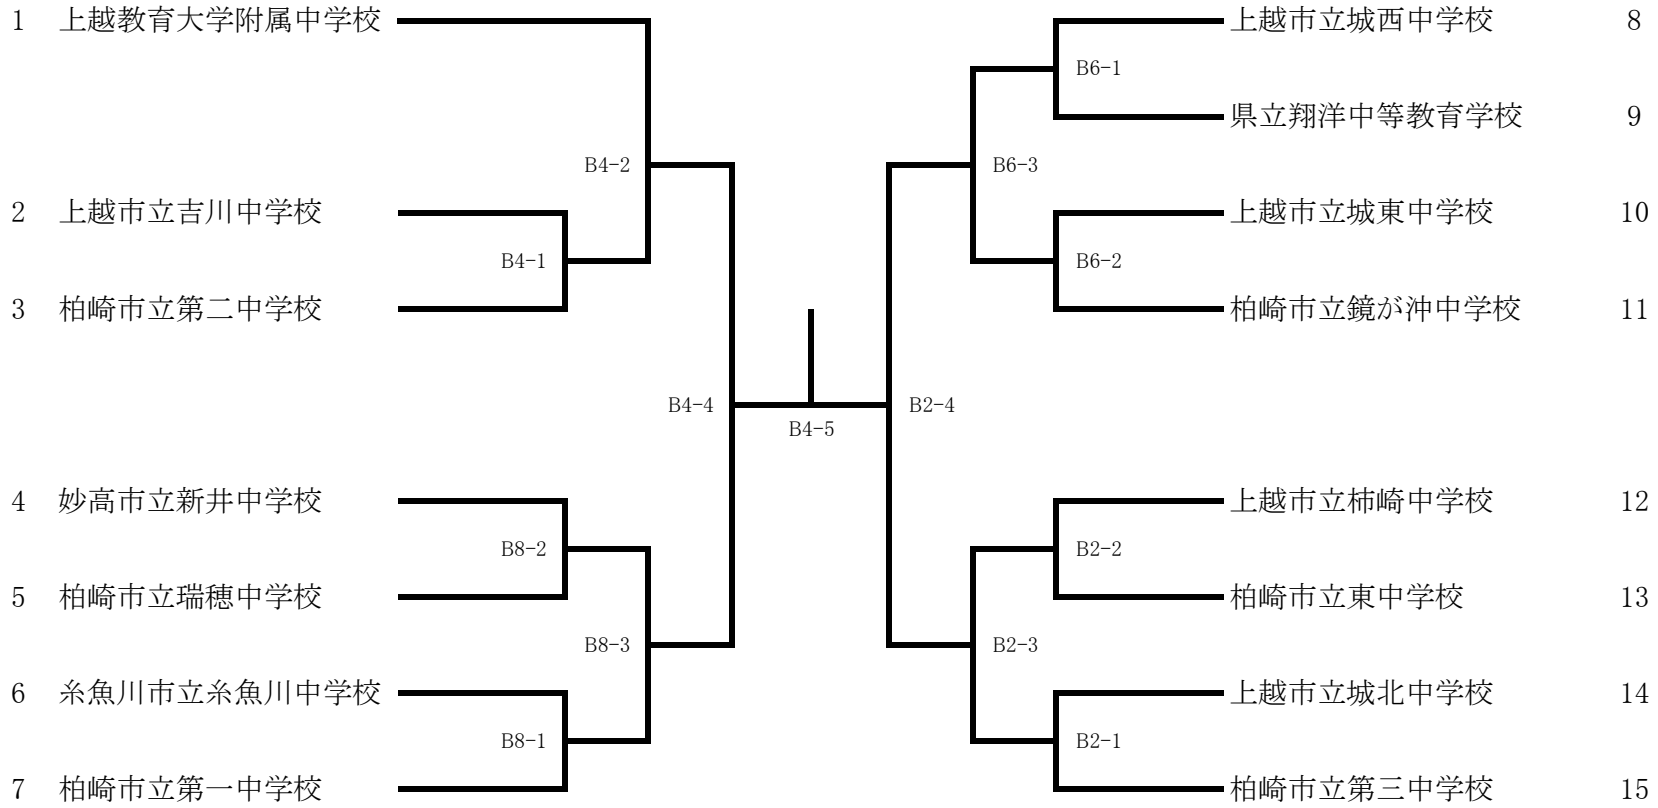 1 上越教育大学附属中学校
上越市立城西中学校 8
B6-1
県立翔洋中等教育学校 9
B4-2
B6-3
2 上越市立吉川中学校
上越市立城東中学校 10
B4-1
B6-2
3 柏崎市立第二中学校
柏崎市立鏡が沖中学校 11
B4-4
B2-4
B4-5
4 妙高市立新井中学校
上越市立柿崎中学校 12
B8-2
B2-2
5 柏崎市立瑞穂中学校
柏崎市立東中学校 13
B8-3
B2-3
6 糸魚川市立糸魚川中学校
上越市立城北中学校 14
B8-1
B2-1
7 柏崎市立第一中学校
柏崎市立第三中学校 15